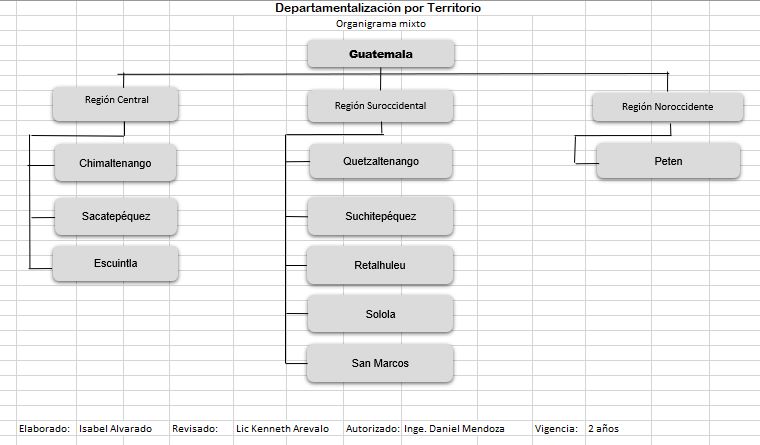 Departamentalización por Territorio
Organigrama mixto
Guatemala
Región Central
Región Suroccidental
Región Noroccidente
Chimaltenango
Quetzaltenango
Peten
Sacatepéquez
Suchitepéquez
Escuintla
Retalhuleu
Solola
San Marcos
Elaborado: Isabel Alvarado Revisado: Lic Kenneth Arevalo Autorizado: Inge. Daniel Mendoza Vigencia: 2 años